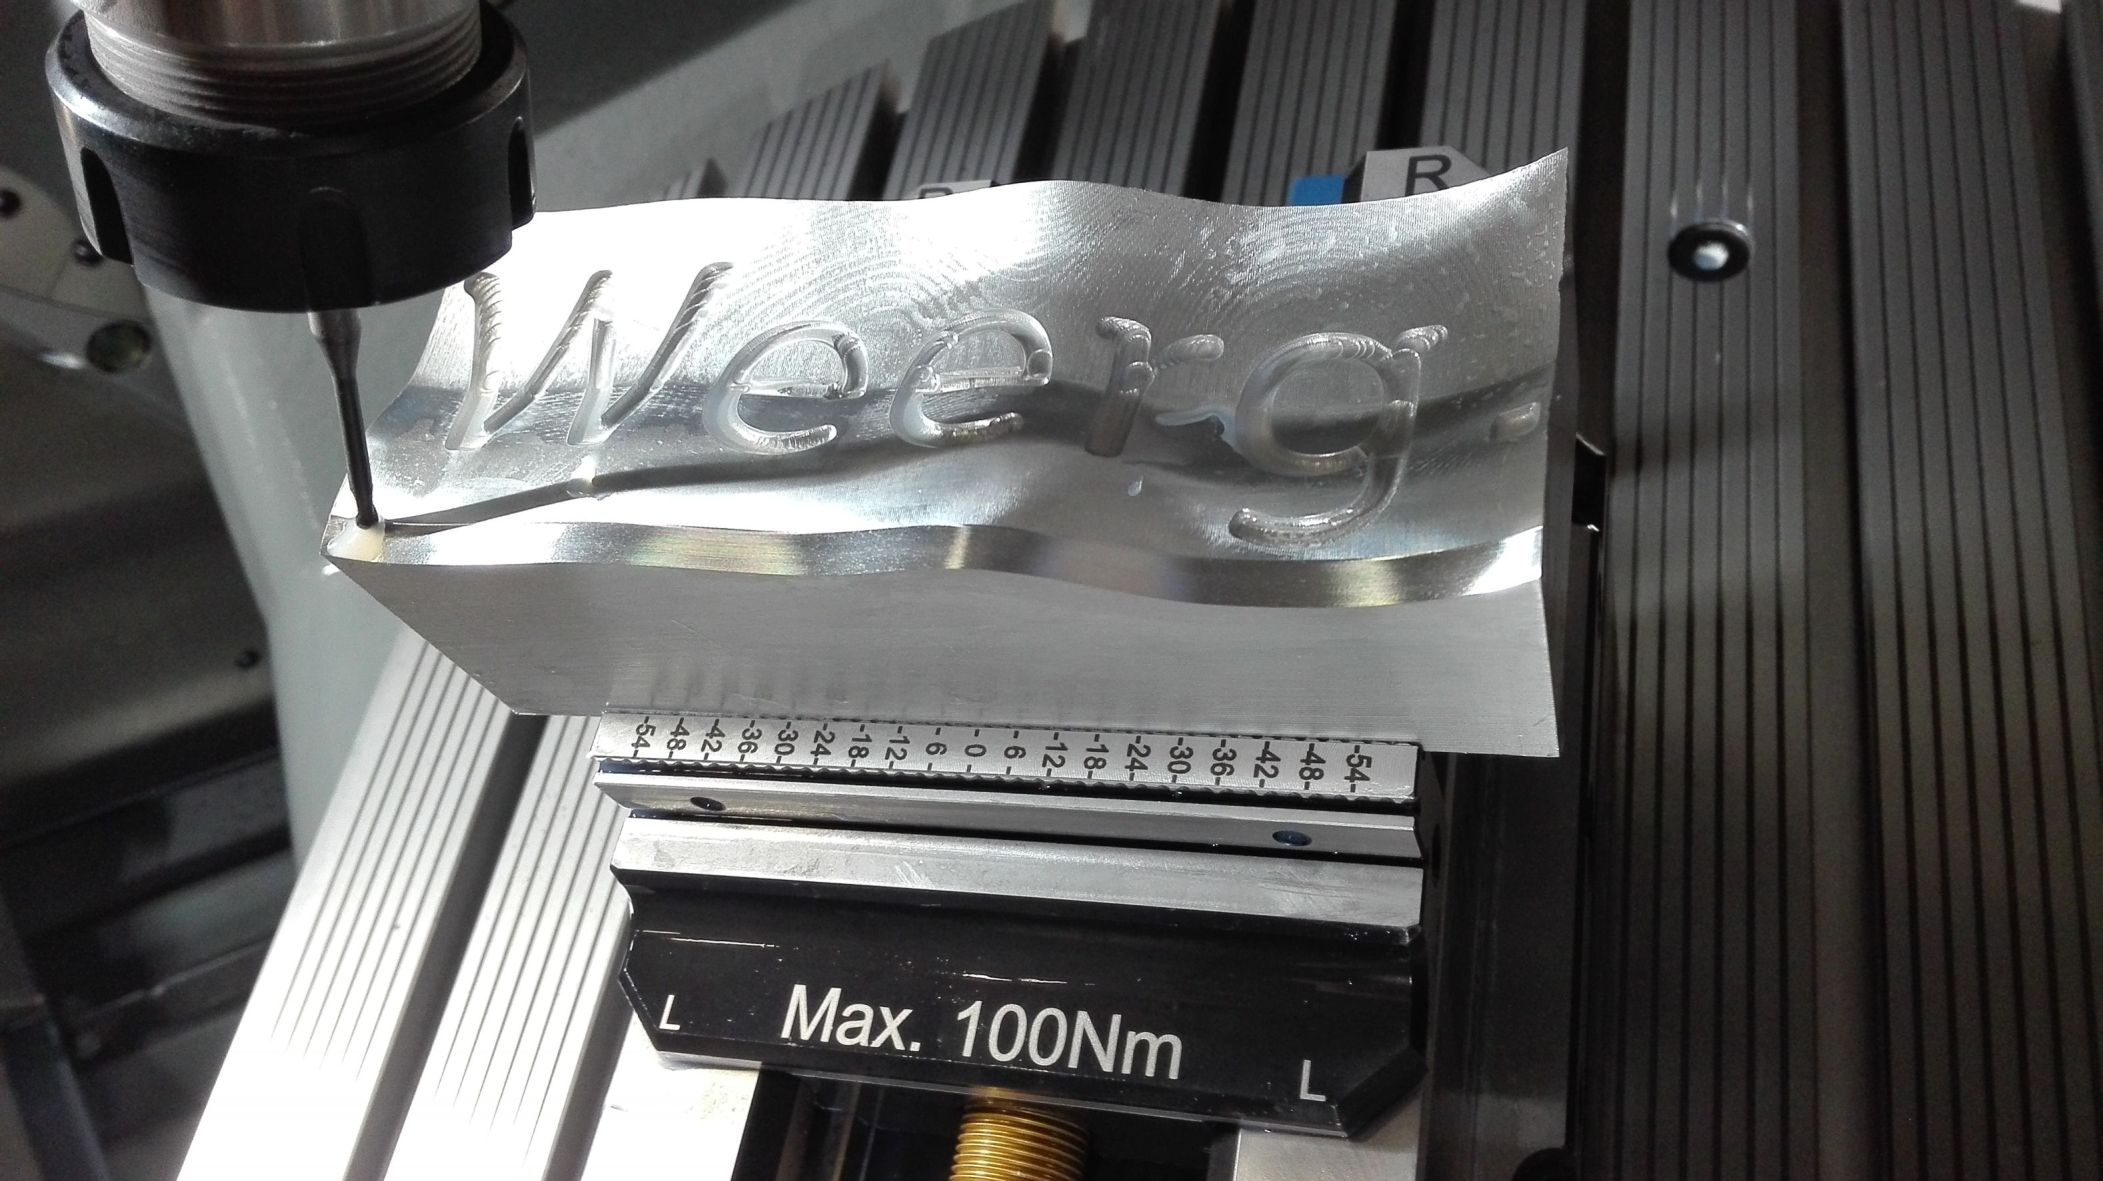 R
Weerg.
-54- -48- -42- -36- -30- -24- -18- -12- -6- -0- -6- -12- -18- -24- -30- -36- -42- -48- -54-
L Max. 100Nm L